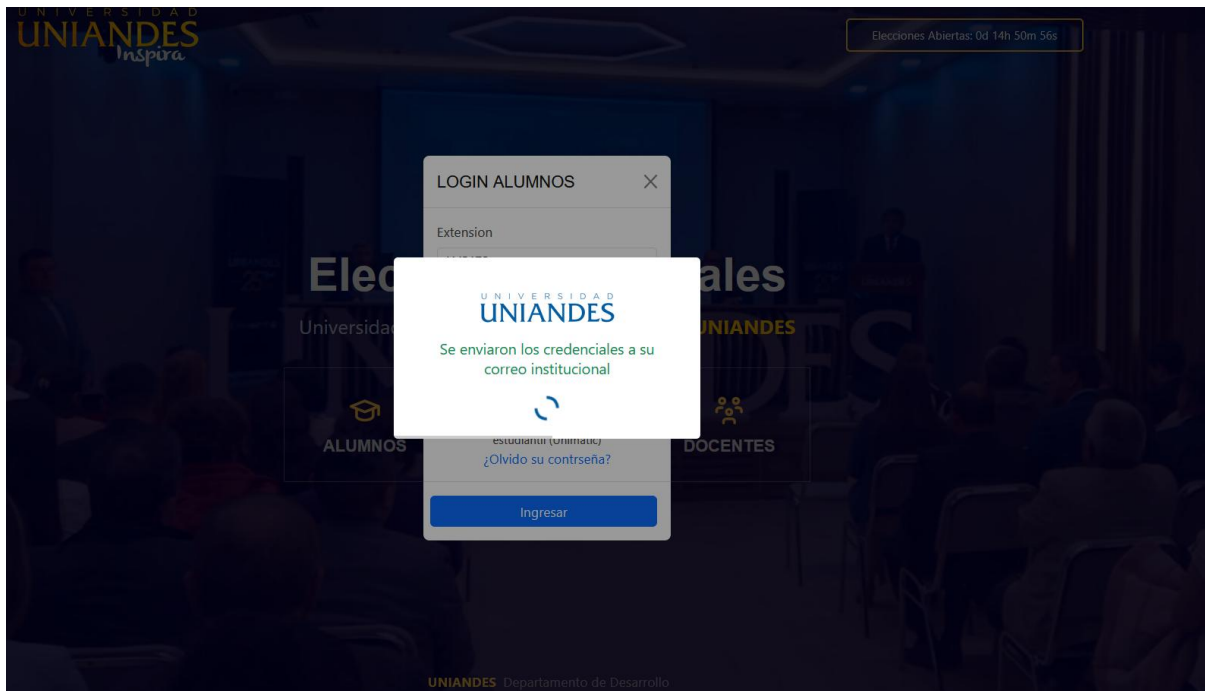 UNIVERSIDAD
UNIANDES
Inspira
Elecciones Abiertas: 0d 14h 50m 56s
LOGIN ALUMNOS
Extension
Elec
ales
UNIVERSIDAD
UNIANDES
Universidad
UNIANDES
Se enviaron los credenciales a su
correo institucional
ALUMNOS
DOCENTES
estudiantil (Unimatic)
¿Olvido su contrseña?
Ingresar
UNIANDES Departamento de Desarrollo